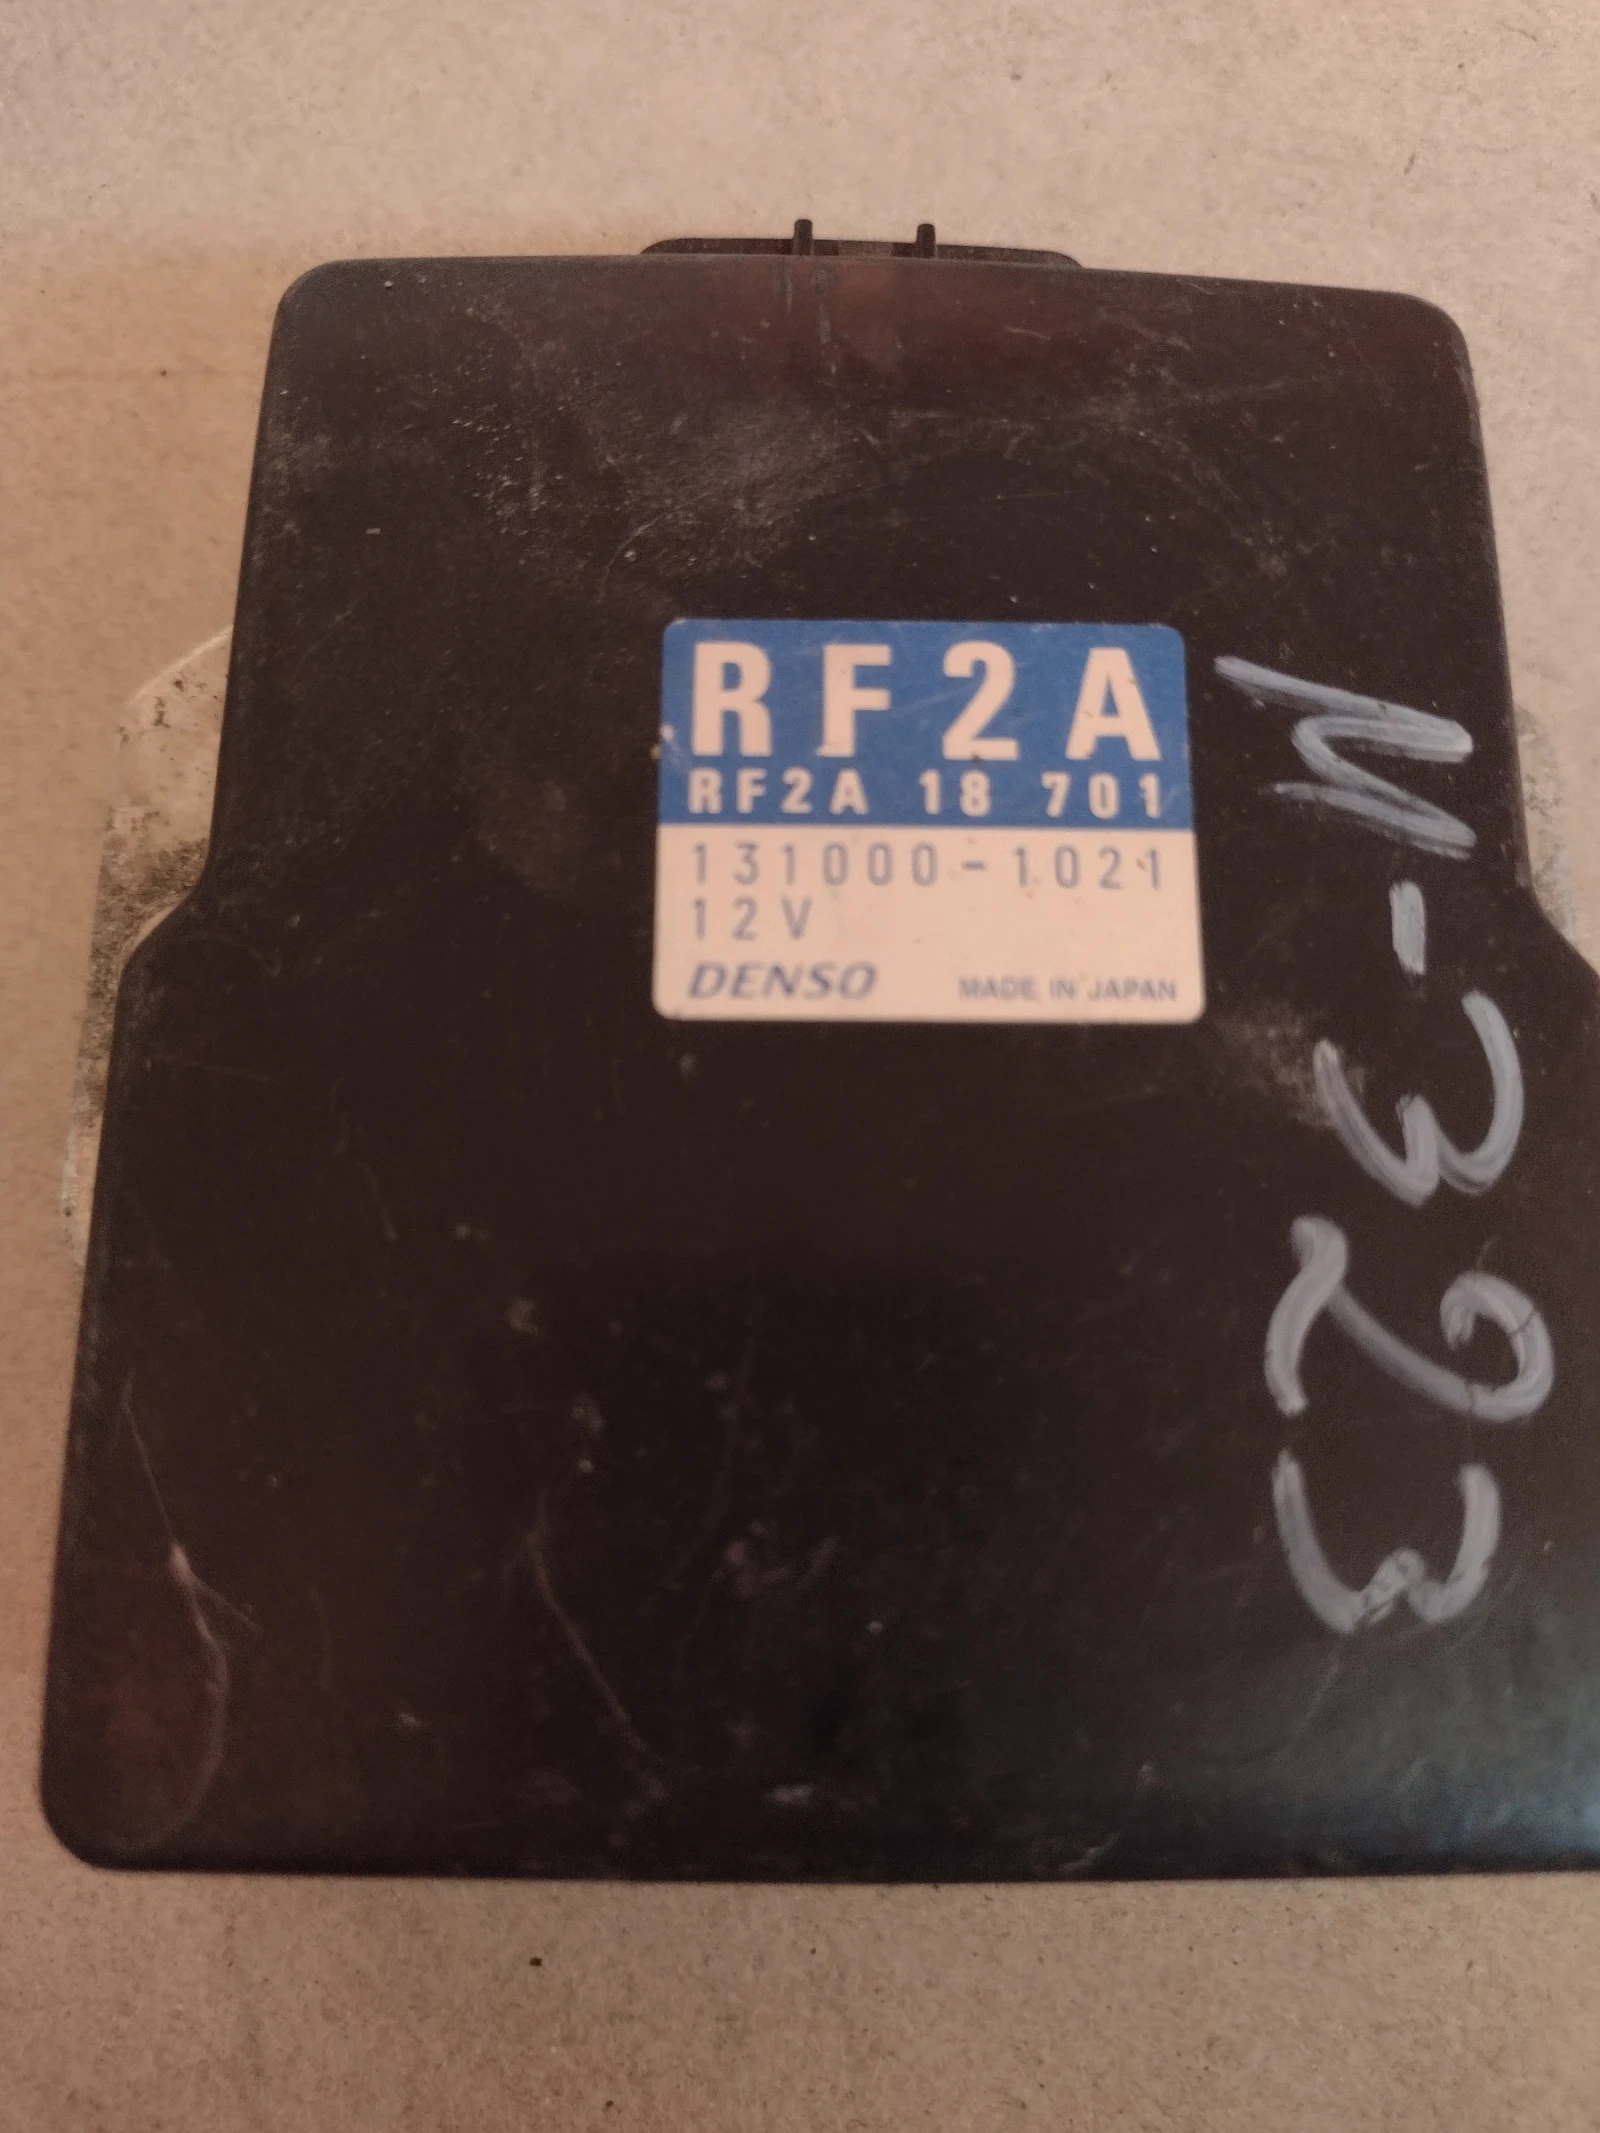 RF2A
RF2A 18 701
131000-1021
12V
DENSO MADE IN JAPAN
M-323